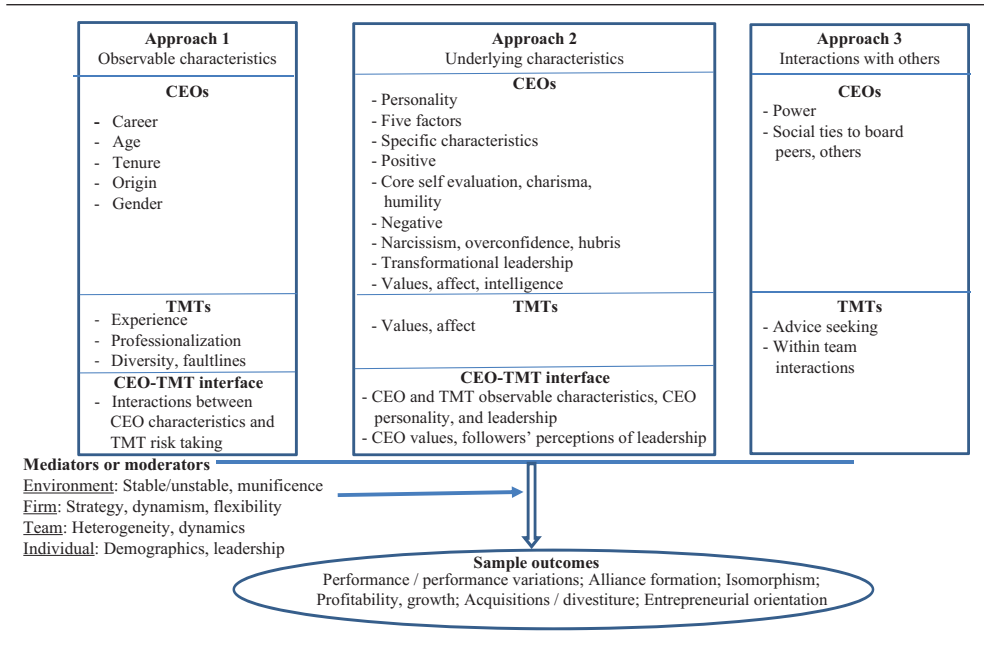 Approach 1
Observable characteristics
CEOs
- Career
- Age
- Tenure
- Origin
- Gender
TMTs
- Experience
- Professionalization
- Diversity, faultlines
CEO-TMT interface
- Interactions between
CEO characteristics and
TMT risk taking
Approach 2
Underlying characteristics
CEOs
- Personality
- Five factors
- Specific characteristics
- Positive
- Core self evaluation, charisma,
humility
- Negative
- Narcissism, overconfidence, hubris
- Transformational leadership
- Values, affect, intelligence
TMTs
- Values, affect
CEO-TMT interface
- CEO and TMT observable characteristics, CEO
personality, and leadership
- CEO values, followers’ perceptions of leadership
Approach 3
Interactions with others
CEOs
- Power
- Social ties to board
peers, others
TMTs
- Advice seeking
- Within team
interactions
Mediators or moderators
Environment: Stable/unstable, munificence
Firm: Strategy, dynamism, flexibility
Team: Heterogeneity, dynamics
Individual: Demographics, leadership
Sample outcomes
Performance / performance variations; Alliance formation; Isomorphism;
Profitability, growth; Acquisitions / divestiture; Entrepreneurial orientation